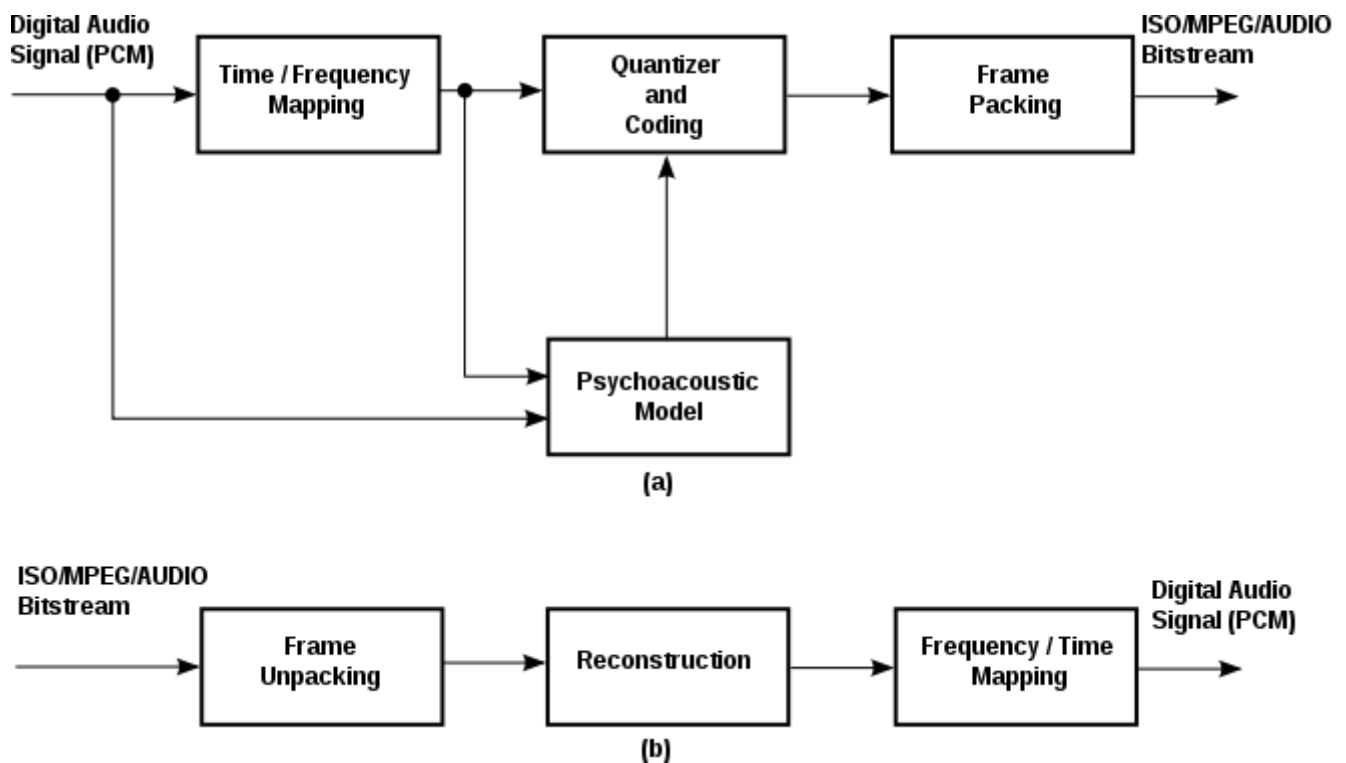 Digital Audio
Signal (PCM)
Time / Frequency
Mapping
Quantizer
and
Coding
Frame
Packing
ISO/MPEG/AUDIO
Bitstream
Psychoacoustic
Model
(a)
ISO/MPEG/AUDIO
Bitstream
Frame
Unpacking
Reconstruction
Frequency / Time
Mapping
Digital Audio
Signal (PCM)
(b)